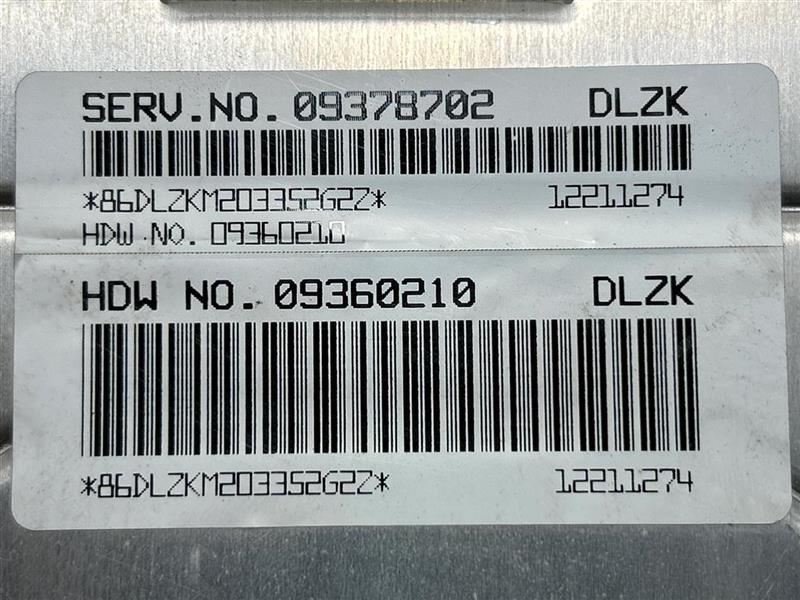 SERV.NO. 09378702 DLZK
*86DLZKM203352G2Z* 12211274
HDW NO. 09360210
HDW NO. 09360210 DLZK
*86DLZKM203352G2Z* 12211274